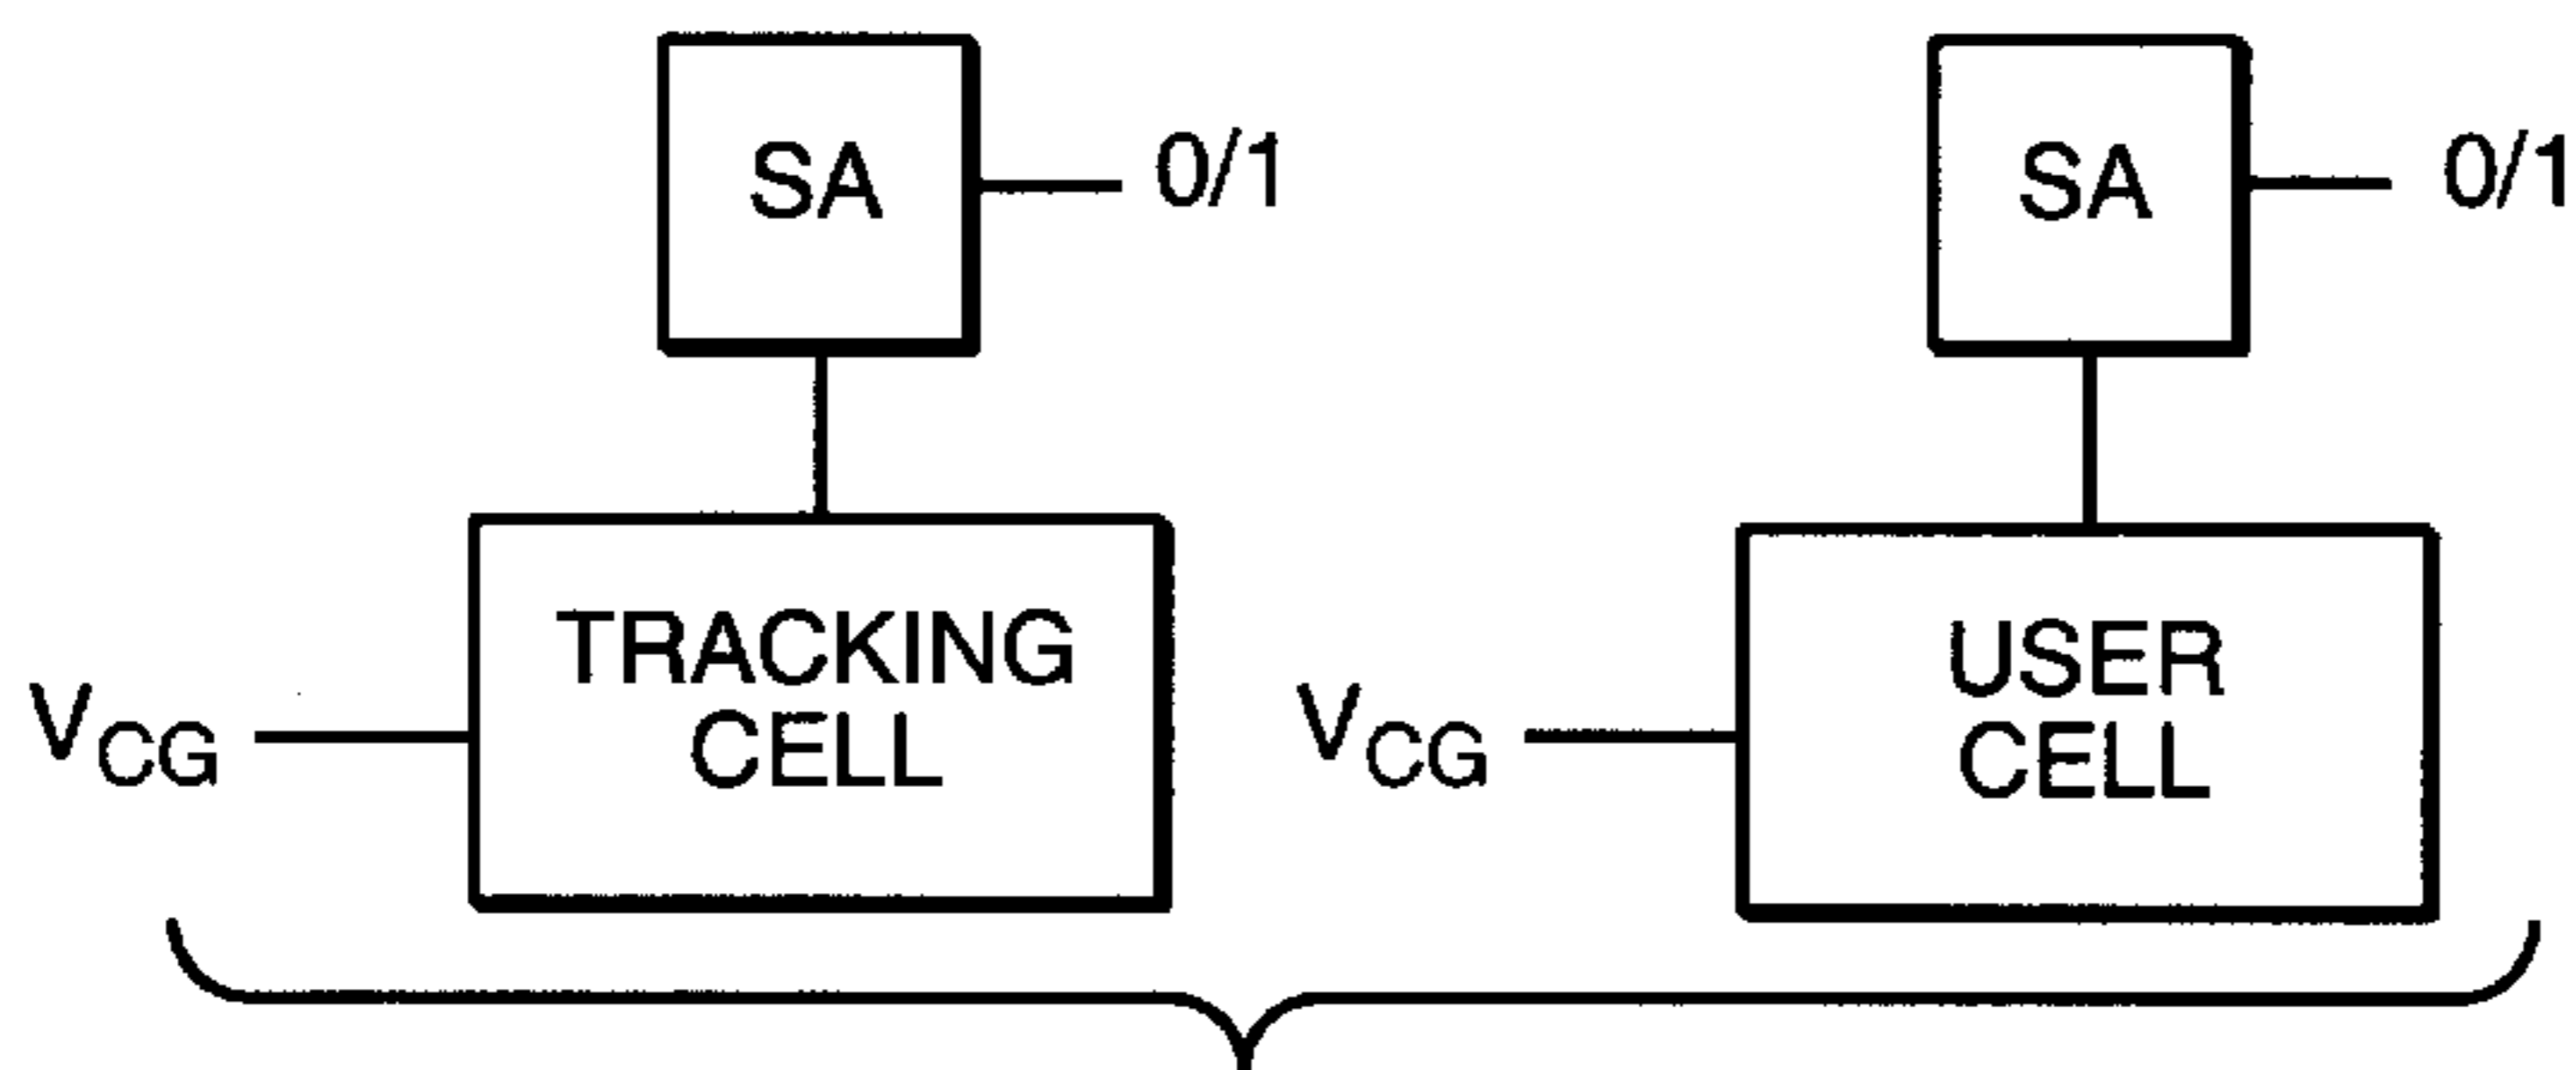 SA
0/1
SA
0/1
TRACKING
CELL
VCG
USER
CELL
VCG